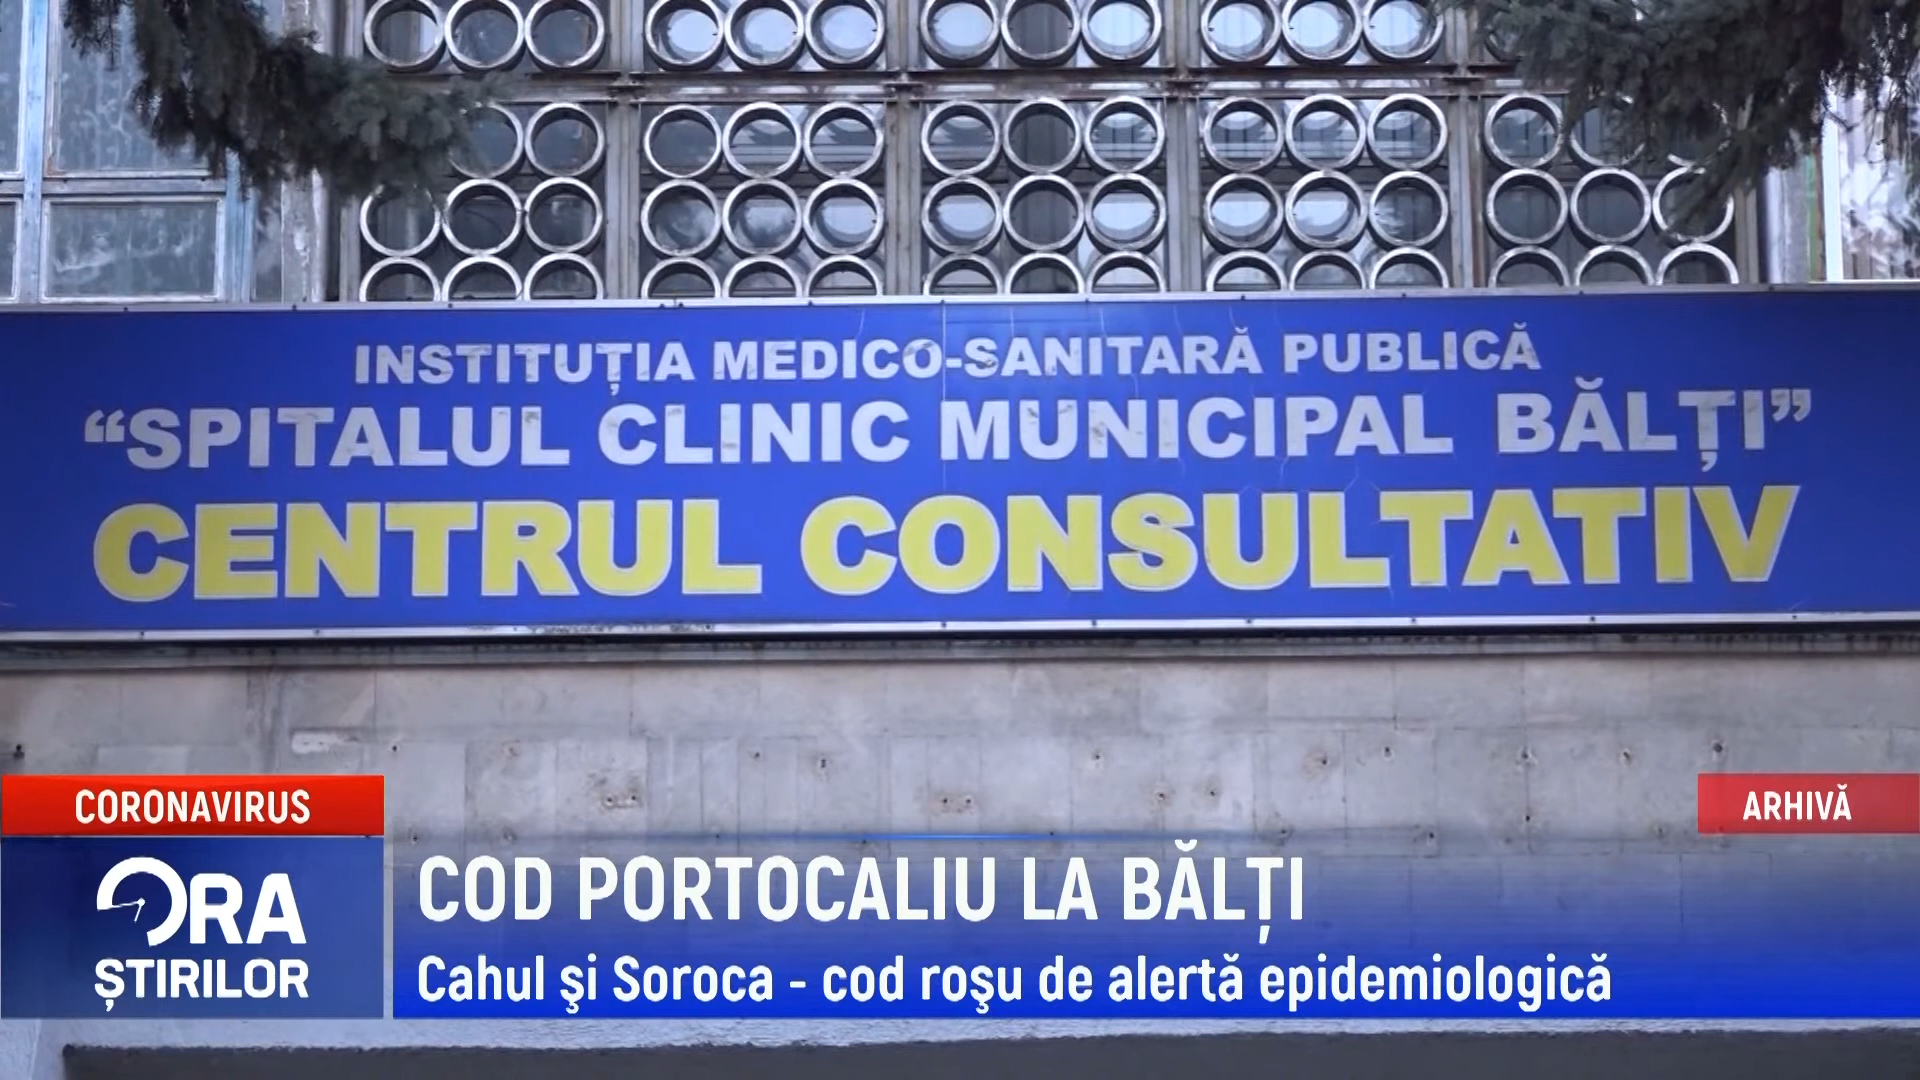 INSTITUȚIA MEDICO-SANITARĂ PUBLICĂ
“SPITALUL CLINIC MUNICIPAL BĂLȚI”
CENTRUL CONSULTATIV
CORONAVIRUS
ARHIVĂ
ORA
ȘTIRILOR
COD PORTOCALIU LA BĂLȚI
Cahul şi Soroca - cod roşu de alertă epidemiologică